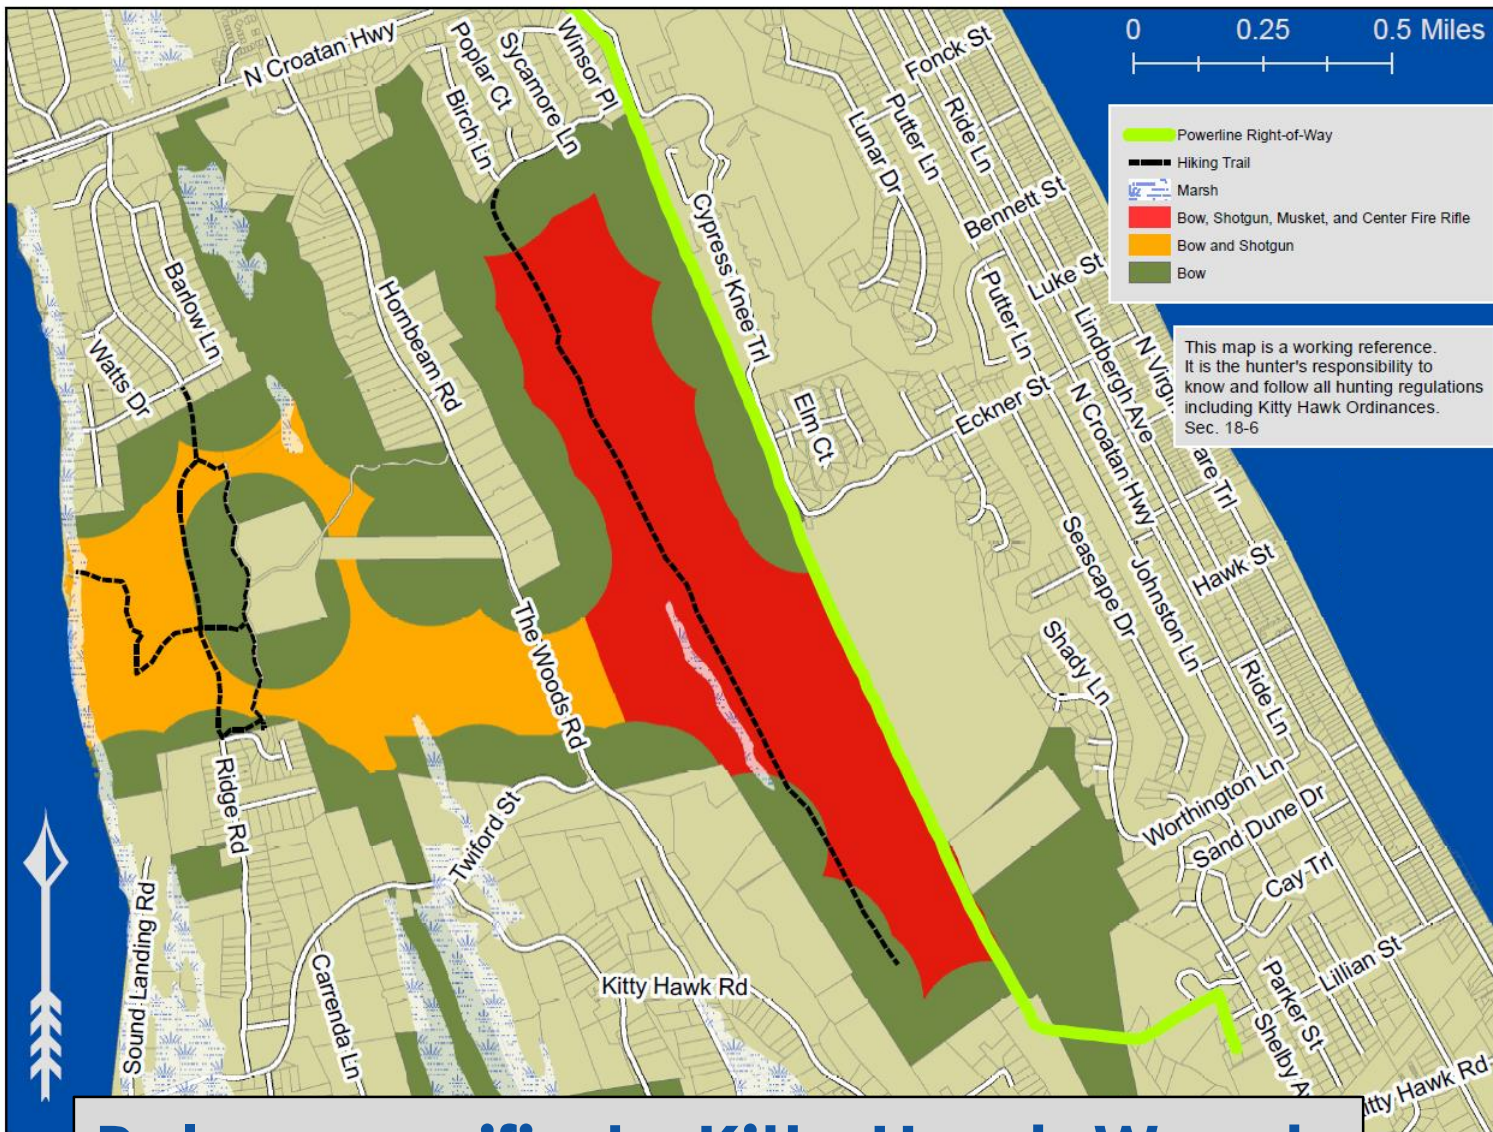 0 0.25 0.5 Miles
Powerline Right-of-Way
Hiking Trail
Marsh
Bow, Shotgun, Musket, and Center Fire Rifle
Bow and Shotgun
Bow
This map is a working reference.
It is the hunter's responsibility to
know and follow all hunting regulations
including Kitty Hawk Ordinances.
Sec. 18-6
N Croatan Hwy
Poplar Ct
Sycamore Ln
Winsor Pl
Birch Ln
Fonck St
Lunar Dr
Putter Ln
Ride Ln
Bennett St
Luke St
Cypress Knee Trl
Barlow Ln
Watts Dr
Hornbeam Rd
Putter Ln
Lindbergh Ave
Elm Ct
Eckner St
N Croatan Hwy
are Trl
Hawk St
Seascape Dr
Johnston Ln
Shady Ln
Ride Ln
The Woods Rd
Ridge Rd
Twiford St
Worthington Ln
Sand Dune Dr
Cay Trl
Lillian St
Parker St
Sound Landing Rd
Carrenda Ln
Kitty Hawk Rd
Shelby A
itty Hawk Rd